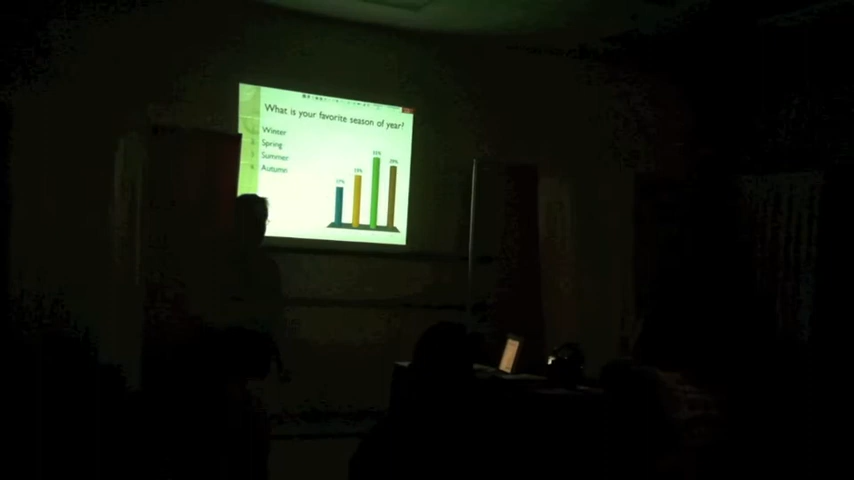 What is your favorite season of year?
Winter
Spring
Summer
Autumn